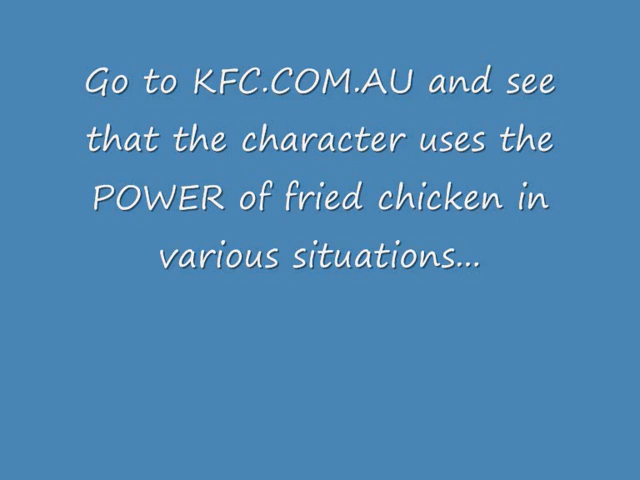 Go to KFC.COM.AU and see
that the character uses the
POWER of fried chicken in
various situations...